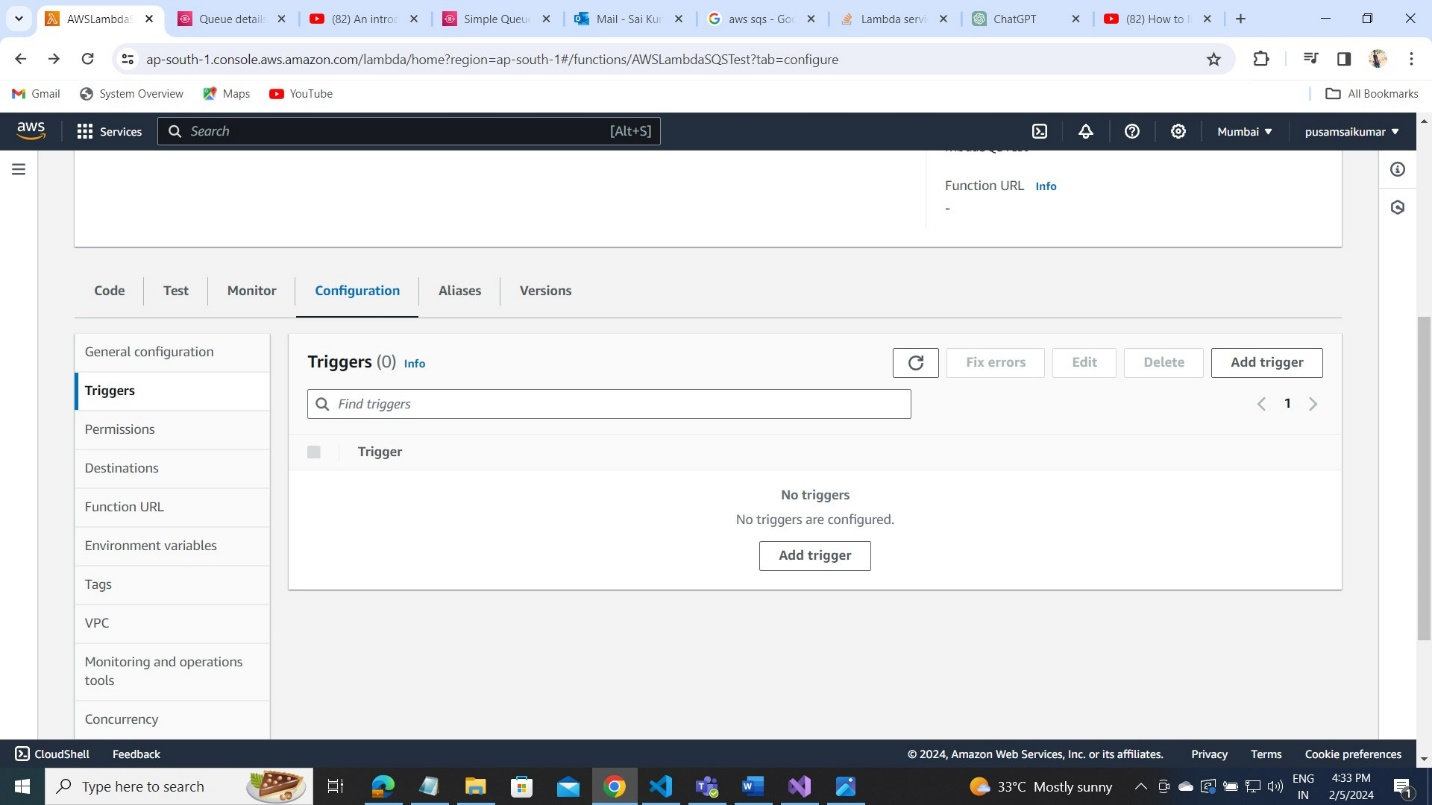 AWSLambdaS
Queue detail
(82) An intro
Simple Queu
Mail - Sai Kur
aws sqs - Goo
Lambda servi
ChatGPT
(82) How to l
ap-south-1.console.aws.amazon.com/lambda/home?region=ap-south-1#/functions/AWSLambdaSQSTest?tab=configure
Gmail System Overview Maps YouTube All Bookmarks
aws Services Search [Alt+S] Mumbai pusamsaikumar
Function URL Info
-
Code Test Monitor Configuration Aliases Versions
General configuration
Triggers
Permissions
Destinations
Function URL
Environment variables
Tags
VPC
Monitoring and operations
tools
Concurrency
Triggers (0) Info
Fix errors Edit Delete Add trigger
Find triggers
1
Trigger
No triggers
No triggers are configured.
Add trigger
CloudShell Feedback © 2024, Amazon Web Services, Inc. or its affiliates. Privacy Terms Cookie preferences
Type here to search
33°C Mostly sunny
ENG
IN
4:33 PM
2/5/2024
1